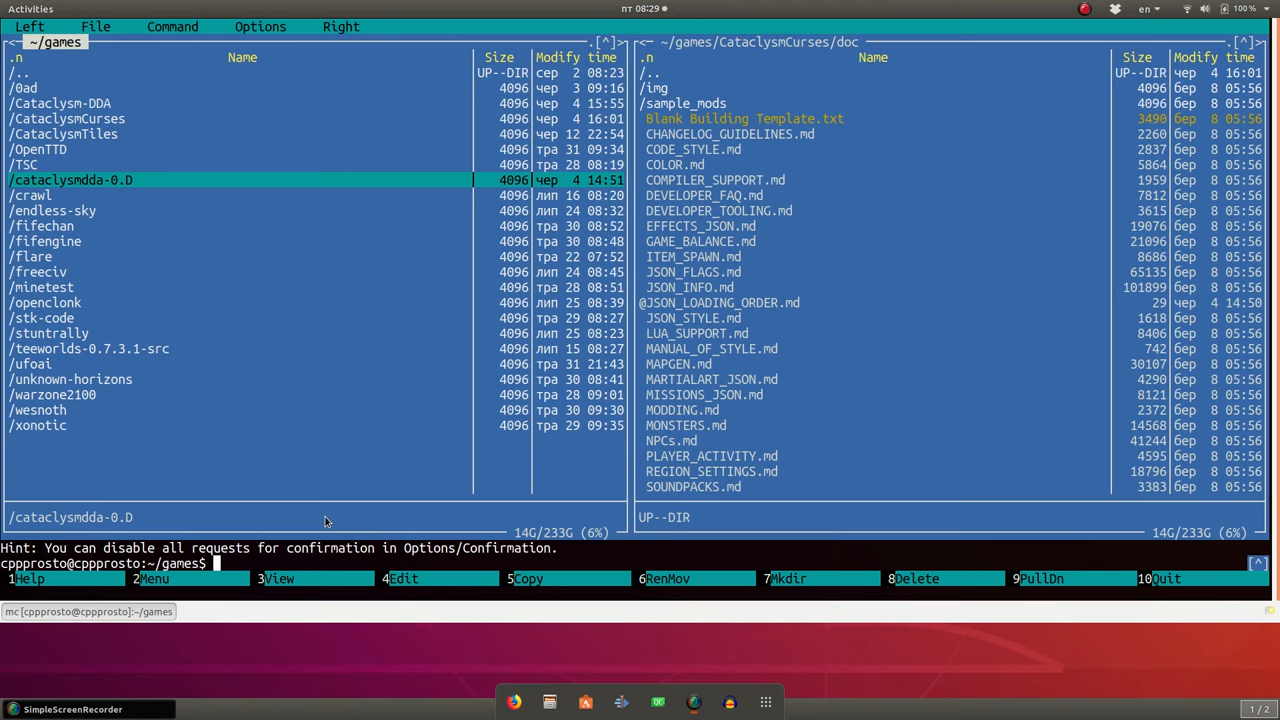 Activities
пт 08:29
en
100 %
Left File Command Options Right
<─ ~/games .[^]>
.n Name Size Modify time
/.. UP--DIR сер 2 08:23
/0ad 4096 чер 3 09:16
/Cataclysm-DDA 4096 чер 4 15:55
/CataclysmCurses 4096 чер 4 16:01
/CataclysmTiles 4096 чер 12 22:54
/OpenTTD 4096 тра 31 09:34
/TSC 4096 тра 28 08:19
/cataclysmdda-0.D 4096 чер 4 14:51
/crawl 4096 лип 16 08:20
/endless-sky 4096 лип 24 08:32
/fifechan 4096 тра 30 08:52
/fifengine 4096 тра 30 08:48
/flare 4096 тра 22 07:52
/freeciv 4096 лип 24 08:45
/minetest 4096 тра 28 08:51
/openclonk 4096 лип 25 08:39
/stk-code 4096 тра 29 08:27
/stuntrally 4096 лип 25 08:23
/teeworlds-0.7.3.1-src 4096 лип 15 08:27
/ufoai 4096 тра 31 21:43
/unknown-horizons 4096 тра 30 08:41
/warzone2100 4096 тра 28 09:01
/wesnoth 4096 тра 30 09:30
/xonotic 4096 тра 29 09:35
/cataclysmdda-0.D
14G/233G (6%)
<─ ~/games/CataclysmCurses/doc .[^]>
.n Name Size Modify time
/.. UP--DIR чер 4 16:01
/img 4096 бер 8 05:56
/sample_mods 4096 бер 8 05:56
Blank Building Template.txt 3490 бер 8 05:56
CHANGELOG_GUIDELINES.md 2260 бер 8 05:56
CODE_STYLE.md 2837 бер 8 05:56
COLOR.md 5864 бер 8 05:56
COMPILER_SUPPORT.md 1959 бер 8 05:56
DEVELOPER_FAQ.md 7812 бер 8 05:56
DEVELOPER_TOOLING.md 3615 бер 8 05:56
EFFECTS_JSON.md 19076 бер 8 05:56
GAME_BALANCE.md 21096 бер 8 05:56
ITEM_SPAWN.md 8686 бер 8 05:56
JSON_FLAGS.md 65135 бер 8 05:56
JSON_INFO.md 101899 бер 8 05:56
@JSON_LOADING_ORDER.md 29 чер 4 14:50
JSON_STYLE.md 1618 бер 8 05:56
LUA_SUPPORT.md 8406 бер 8 05:56
MANUAL_OF_STYLE.md 742 бер 8 05:56
MAPGEN.md 30107 бер 8 05:56
MARTIALART_JSON.md 4290 бер 8 05:56
MISSIONS_JSON.md 8121 бер 8 05:56
MODDING.md 2372 бер 8 05:56
MONSTERS.md 14568 бер 8 05:56
NPCs.md 41244 бер 8 05:56
PLAYER_ACTIVITY.md 4595 бер 8 05:56
REGION_SETTINGS.md 18796 бер 8 05:56
SOUNDPACKS.md 3383 бер 8 05:56
UP--DIR
14G/233G (6%)
Hint: You can disable all requests for confirmation in Options/Confirmation.
cppprosto@cppprosto:~/games$ [^]
1Help 2Menu 3View 4Edit 5Copy 6RenMov 7Mkdir 8Delete 9PullDn 10Quit
mc [cppprosto@cppprosto]:~/games
SimpleScreenRecorder
1 / 2